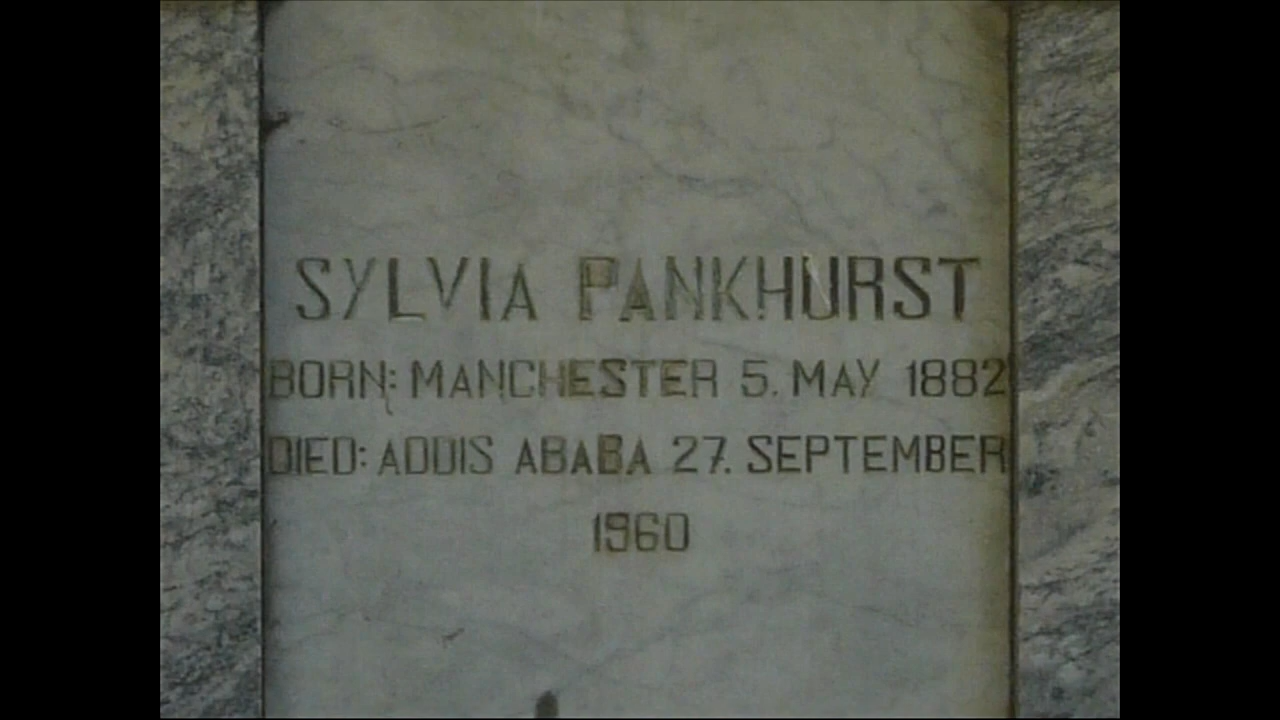 SYLVIA PANKHURST
BORN: MANCHESTER 5. MAY 1882
DIED: ADDIS ABABA 27. SEPTEMBER
1960